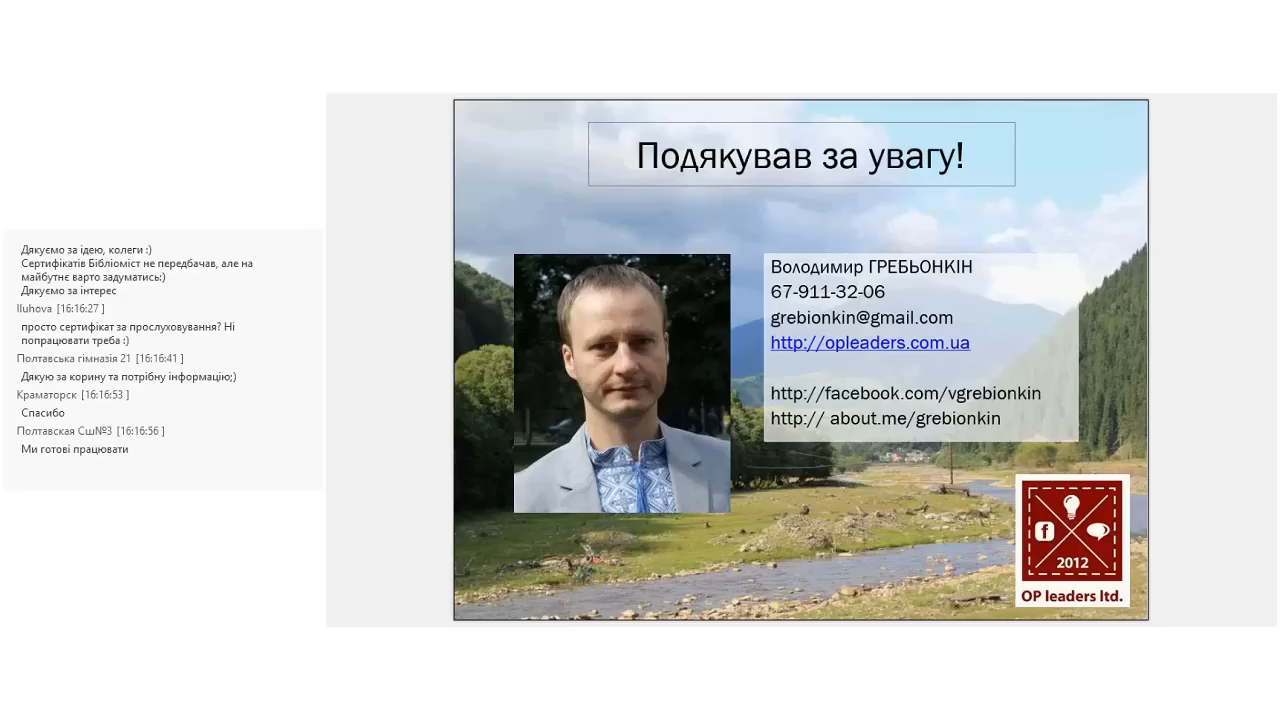 Дякуємо за ідею, колеги :)
Сертифікатів Бібліоміст не передбачав, але на
майбутнє варто задуматись:)
Дякуємо за інтерес
Iluhova [16:16:27 ]
просто сертифікат за прослуховування? Ні
попрацювати треба :)
Полтавська гімназія 21 [16:16:41 ]
Дякую за корину та потрібну інформацію;)
Краматорск [16:16:53 ]
Спасибо
Полтавская Сш№3 [16:16:56 ]
Ми готові працювати
Подякував за увагу!
Володимир ГРЕБЬОНКІН
67-911-32-06
grebionkin@gmail.com
http://opleaders.com.ua
http://facebook.com/vgrebionkin
http:// about.me/grebionkin
f
2012
OP leaders ltd.